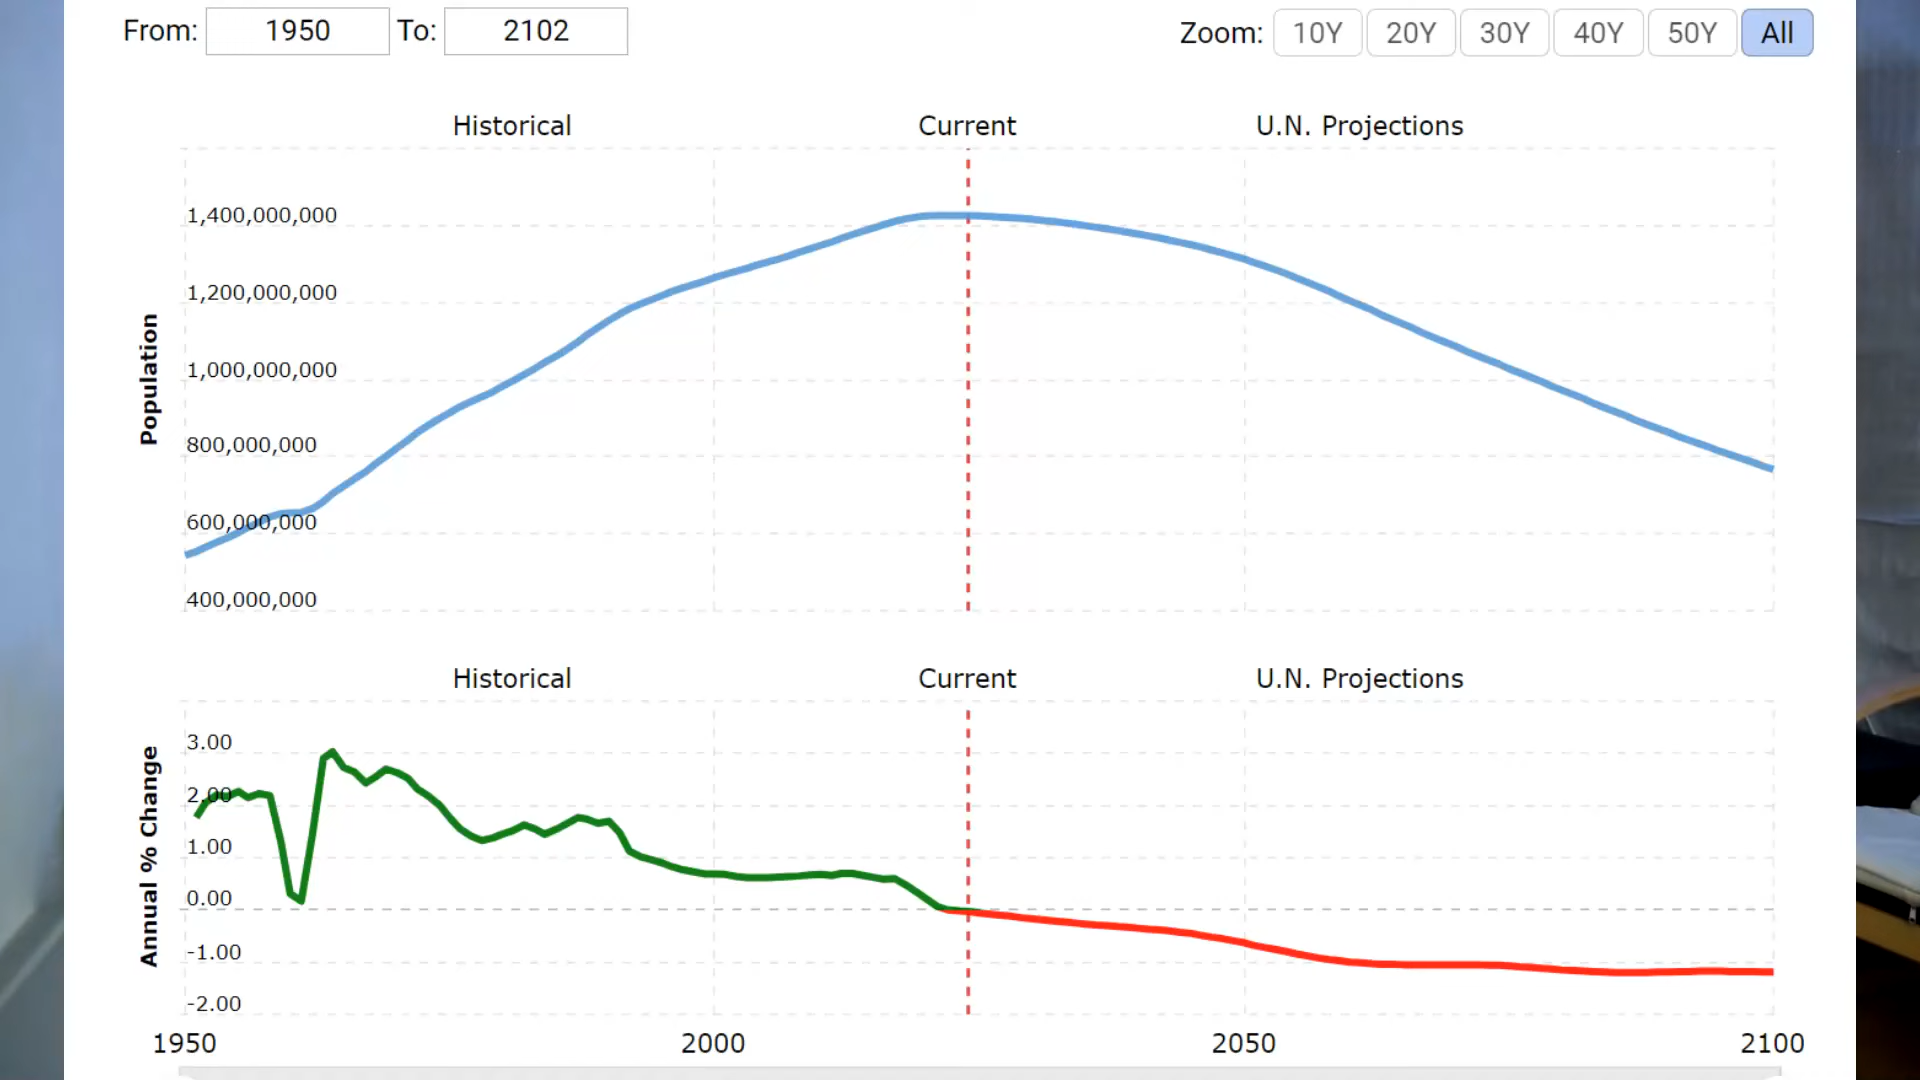 From: 1950 To: 2102 Zoom: 10Y 20Y 30Y 40Y 50Y All
Historical Current U.N. Projections
1,400,000,000
1,200,000,000
1,000,000,000
800,000,000
600,000,000
400,000,000
Population
Historical Current U.N. Projections
3.00
2.00
1.00
0.00
-1.00
-2.00
Annual % Change
1950 2000 2050 2100